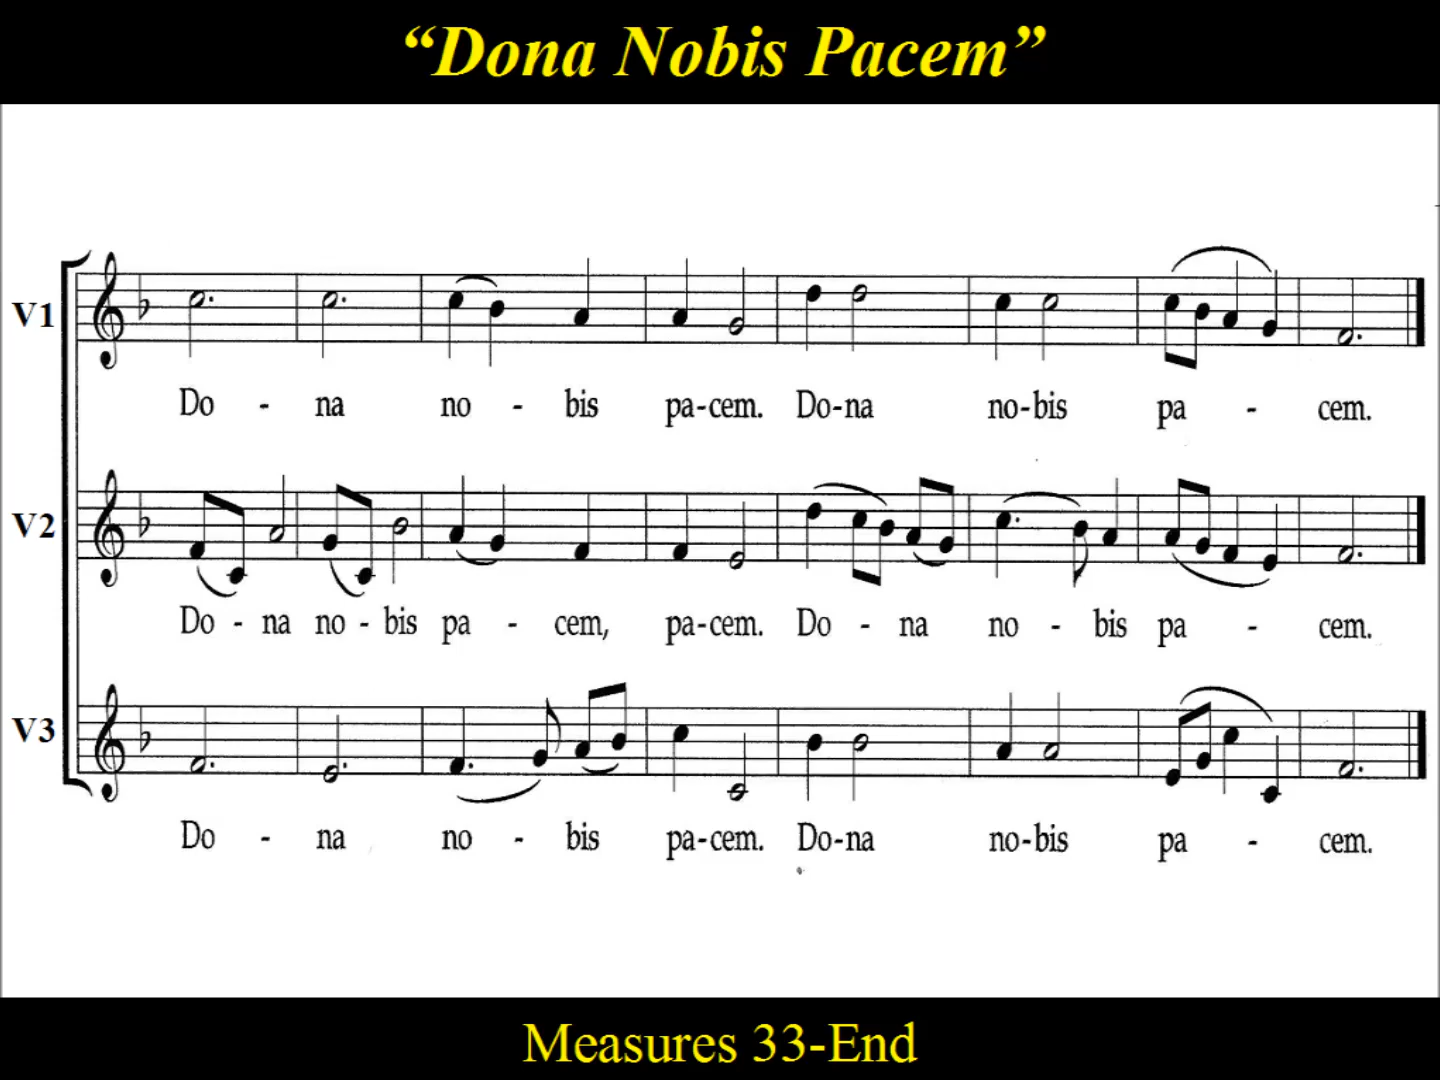 “Dona Nobis Pacem”
V1
Do - na no - bis pa-cem. Do-na no-bis pa - cem.
V2
Do - na no - bis pa - cem, pa-cem. Do - na no - bis pa - cem.
V3
Do - na no - bis pa-cem. Do-na no-bis pa - cem.
Measures 33-End